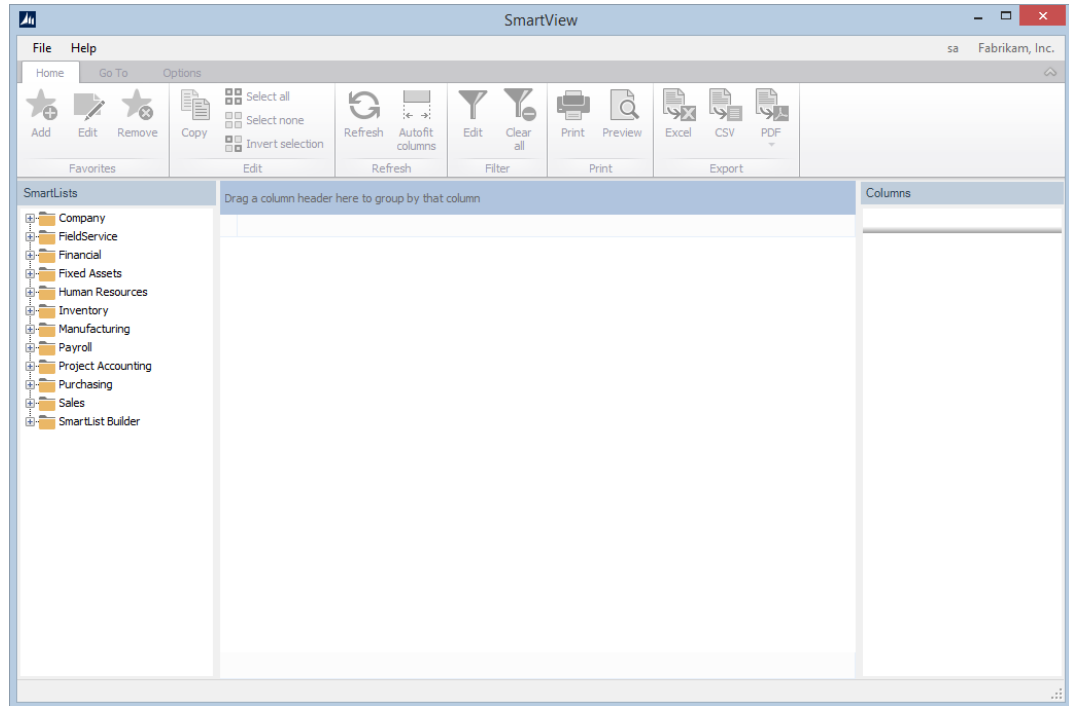 SmartView
File Help sa Fabrikam, Inc.
Home Go To Options
Add Edit Remove Copy Select all Select none Invert selection Refresh Autofit columns Edit Clear all Print Preview Excel CSV PDF
Favorites Edit Refresh Filter Print Export
SmartLists
Drag a column header here to group by that column
Columns
Company
FieldService
Financial
Fixed Assets
Human Resources
Inventory
Manufacturing
Payroll
Project Accounting
Purchasing
Sales
SmartList Builder